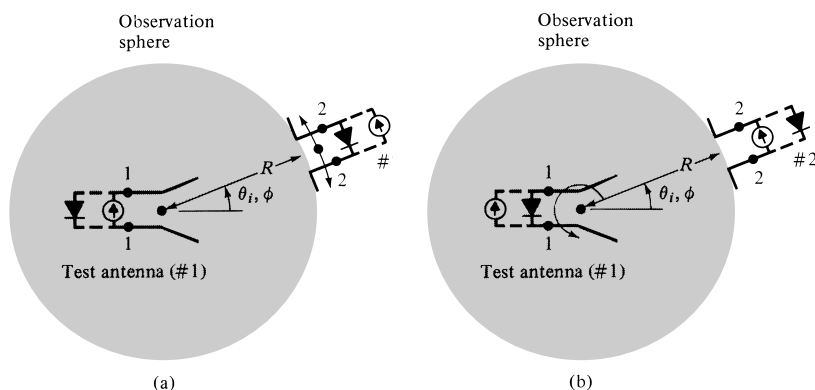 Observation
sphere
2
#
R
2
1
θi, ϕ
1
Test antenna (#1)
(a)
Observation
sphere
2
#2
R
2
1
θi, ϕ
1
Test antenna (#1)
(b)